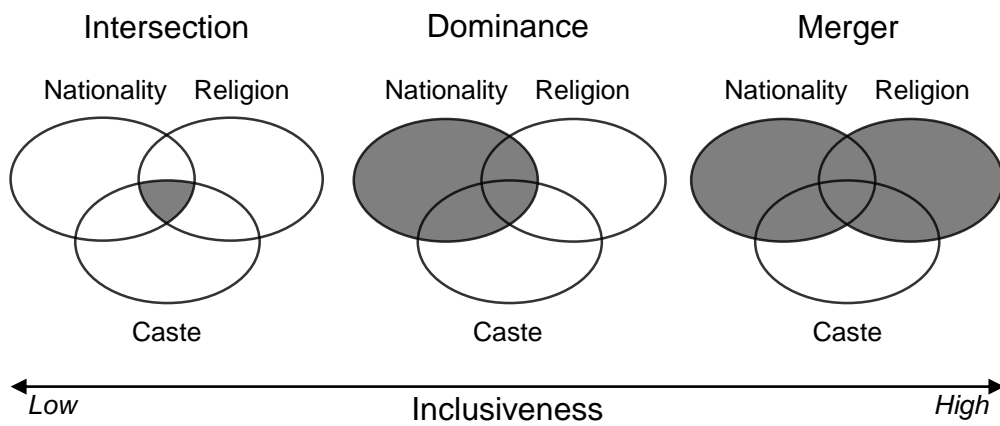 Intersection Dominance Merger
Nationality Religion Nationality Religion Nationality Religion
Caste Caste Caste
Low Inclusiveness High